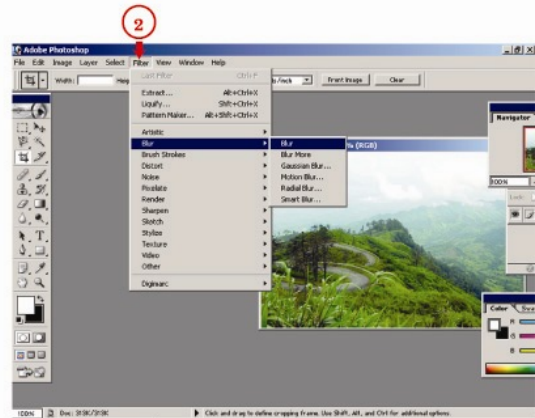 2
Adobe Photoshop
File Edit Image Layer Select Filter View Window Help
Width: Front Image Clear
Last Filter Ctrl+F
Extract... Alt+Ctrl+X
Liquify... Shft+Ctrl+X
Pattern Maker... Alt+Shft+Ctrl+X
Artistic
Blur
Brush Strokes
Distort
Noise
Pixelate
Render
Sharpen
Sketch
Stylize
Texture
Video
Other
Digimarc
Blur
Blur More
Gaussian Blur...
Motion Blur...
Radial Blur...
Smart Blur...
% (RGB)
Navigator
100%
Lock:
Color
100% Doc: 313K/313K Click and drag to define cropping frame. Use Shift, Alt, and Ctrl for additional options.